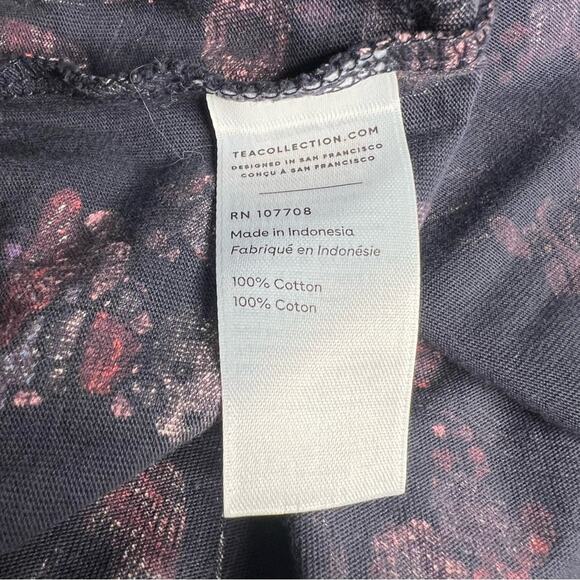 TEACOLLECTION.COM
DESIGNED IN SAN FRANCISCO
CONÇU À SAN FRANCISCO
RN 107708
Made in Indonesia
Fabriqué en Indonésie
100% Cotton
100% Coton